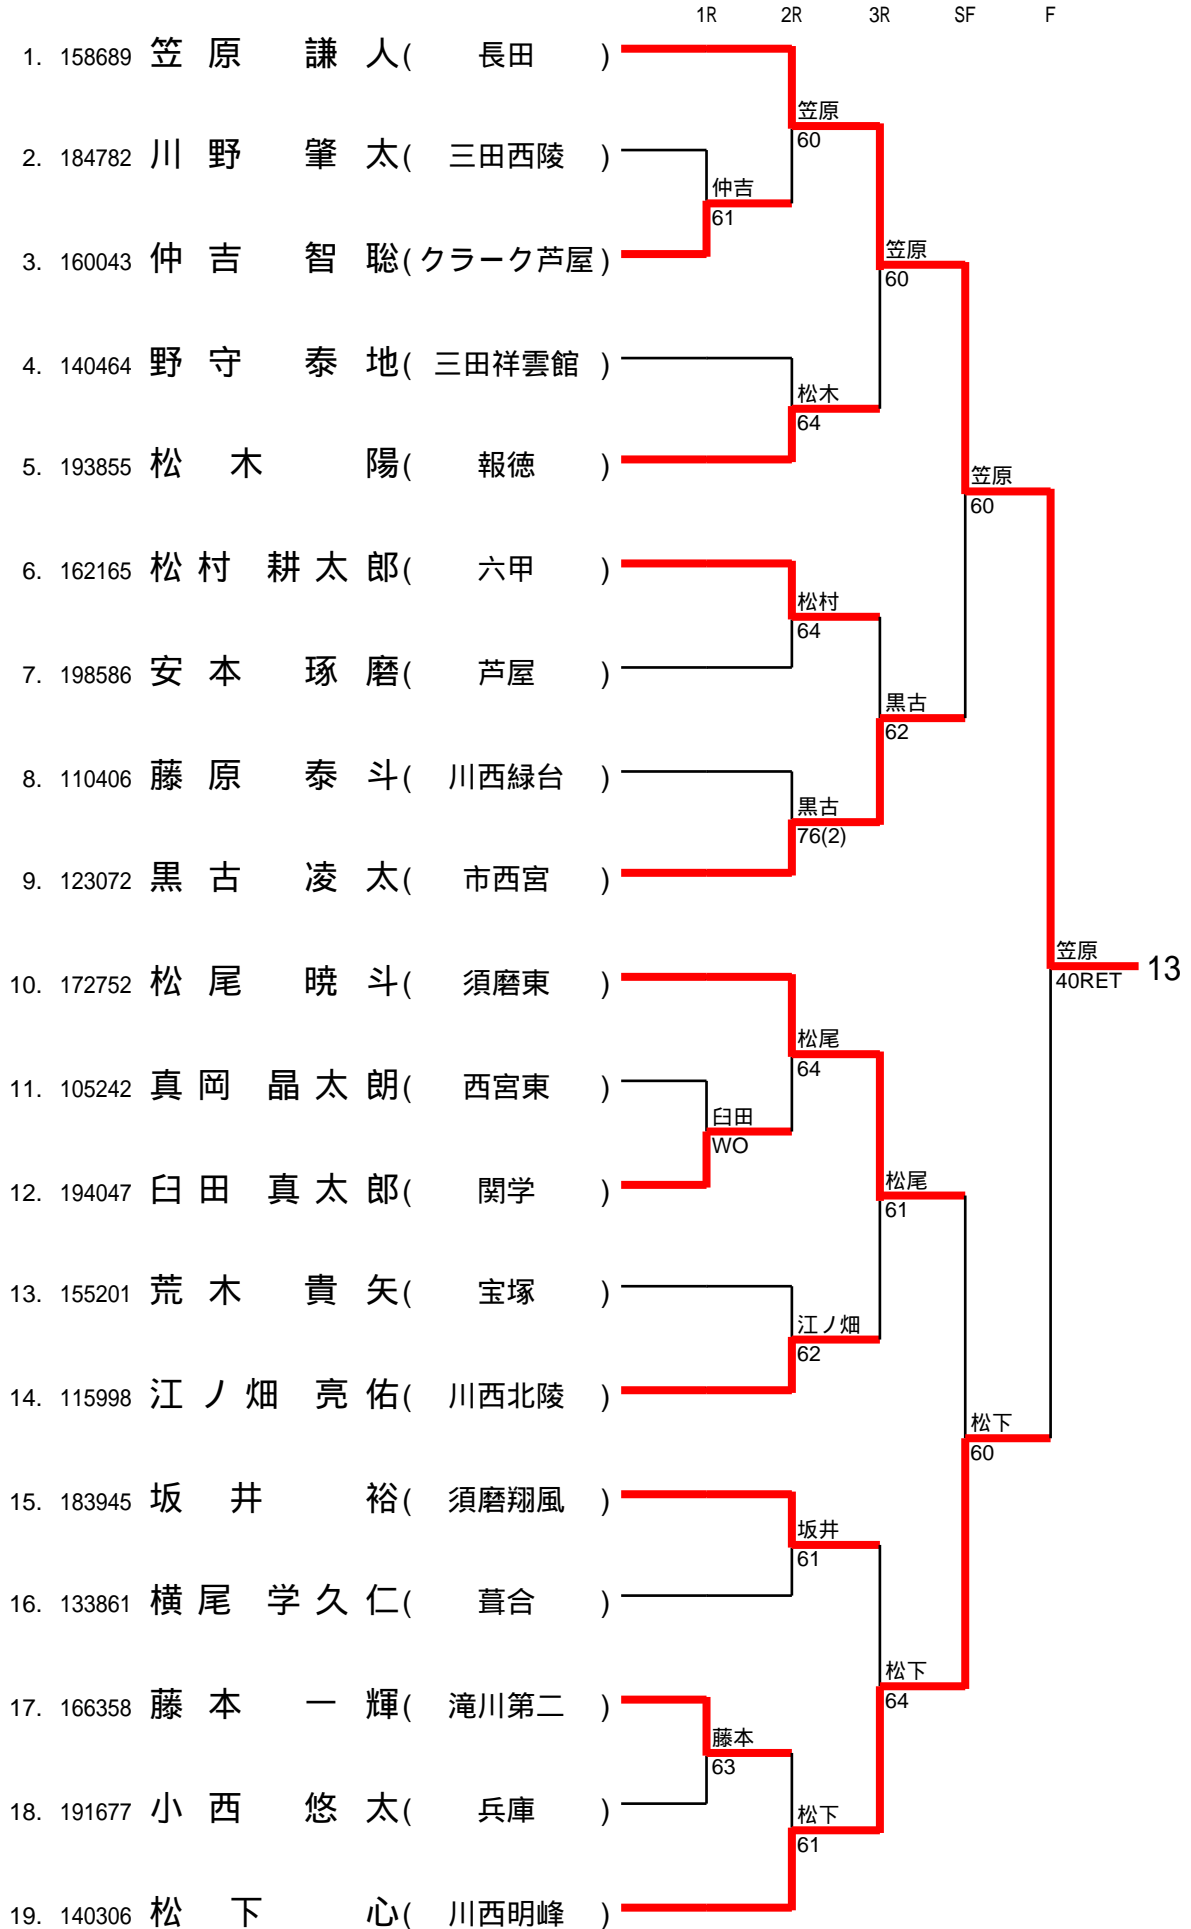 1R 2R 3R SF F
1. 158689 笠原 謙人( 長田 )
笠原
60
2. 184782 川野 肇太( 三田西陵 )
仲吉
61
3. 160043 仲吉 智聡( クラーク芦屋 )
笠原
60
4. 140464 野守 泰地( 三田祥雲館 )
松木
64
5. 193855 松木 陽( 報徳 )
笠原
60
6. 162165 松村 耕太郎( 六甲 )
松村
64
7. 198586 安本 琢磨( 芦屋 )
黒古
62
8. 110406 藤原 泰斗( 川西緑台 )
黒古
76(2)
9. 123072 黒古 凌太( 市西宮 )
笠原
40RET 13
10. 172752 松尾 暁斗( 須磨東 )
松尾
64
11. 105242 真岡 晶太朗( 西宮東 )
臼田
WO
12. 194047 臼田 真太郎( 関学 )
松尾
61
13. 155201 荒木 貴矢( 宝塚 )
江ノ畑
62
14. 115998 江ノ畑 亮佑( 川西北陵 )
松下
60
15. 183945 坂井 裕( 須磨翔風 )
坂井
61
16. 133861 横尾 学久仁( 葺合 )
松下
64
17. 166358 藤本 一輝( 滝川第二 )
藤本
63
18. 191677 小西 悠太( 兵庫 )
松下
61
19. 140306 松下 心( 川西明峰 )